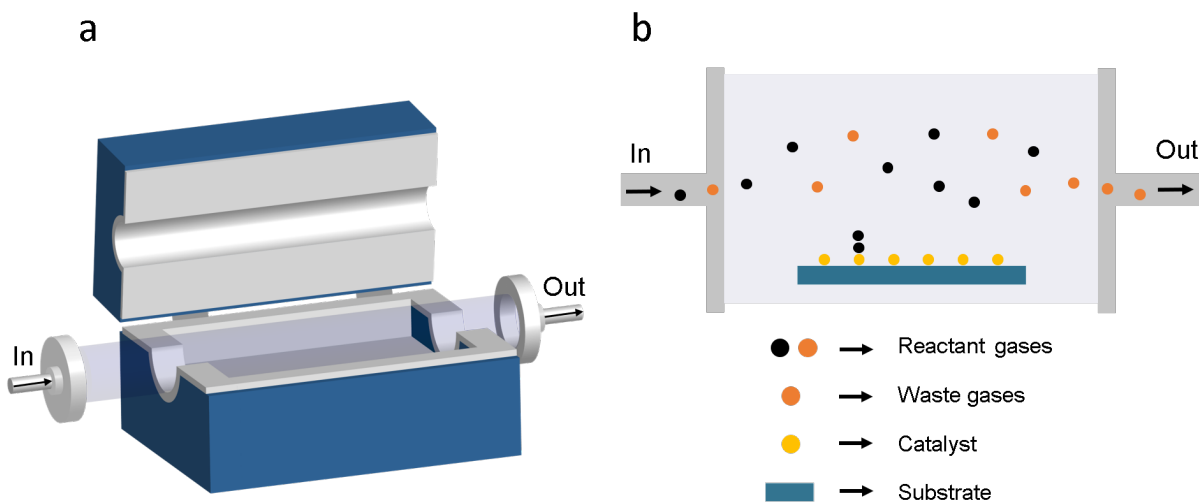 a
In
Out
b
In
Out
Reactant gases
Waste gases
Catalyst
Substrate